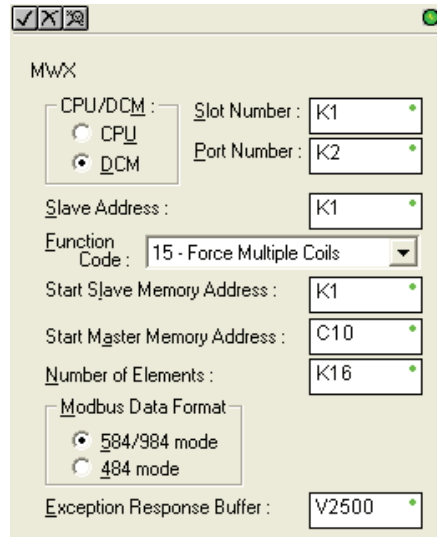 MWX
CPU/DCM :
CPU
DCM
Slot Number : K1
Port Number : K2
Slave Address : K1
Function
Code : 15 - Force Multiple Coils
Start Slave Memory Address : K1
Start Master Memory Address : C10
Number of Elements : K16
Modbus Data Format
584/984 mode
484 mode
Exception Response Buffer : V2500